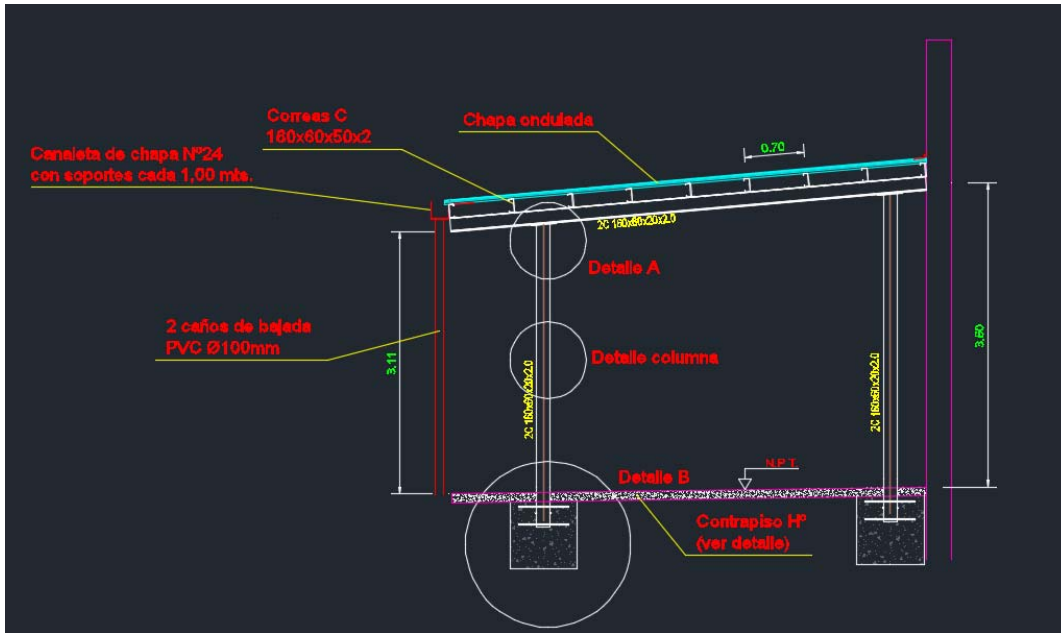 Correas C
160x60x50x2
Chapa ondulada
0.70
Canaleta de chapa Nº24
con soportes cada 1,00 mts.
2C 160x60x20x2.0
Detalle A
2 caños de bajada
PVC Ø100mm
3.11
Detalle columna
3.60
2C 160x60x20x2.0
2C 160x60x20x2.0
Detalle B
N.P.T.
Contrapiso Hº
(ver detalle)